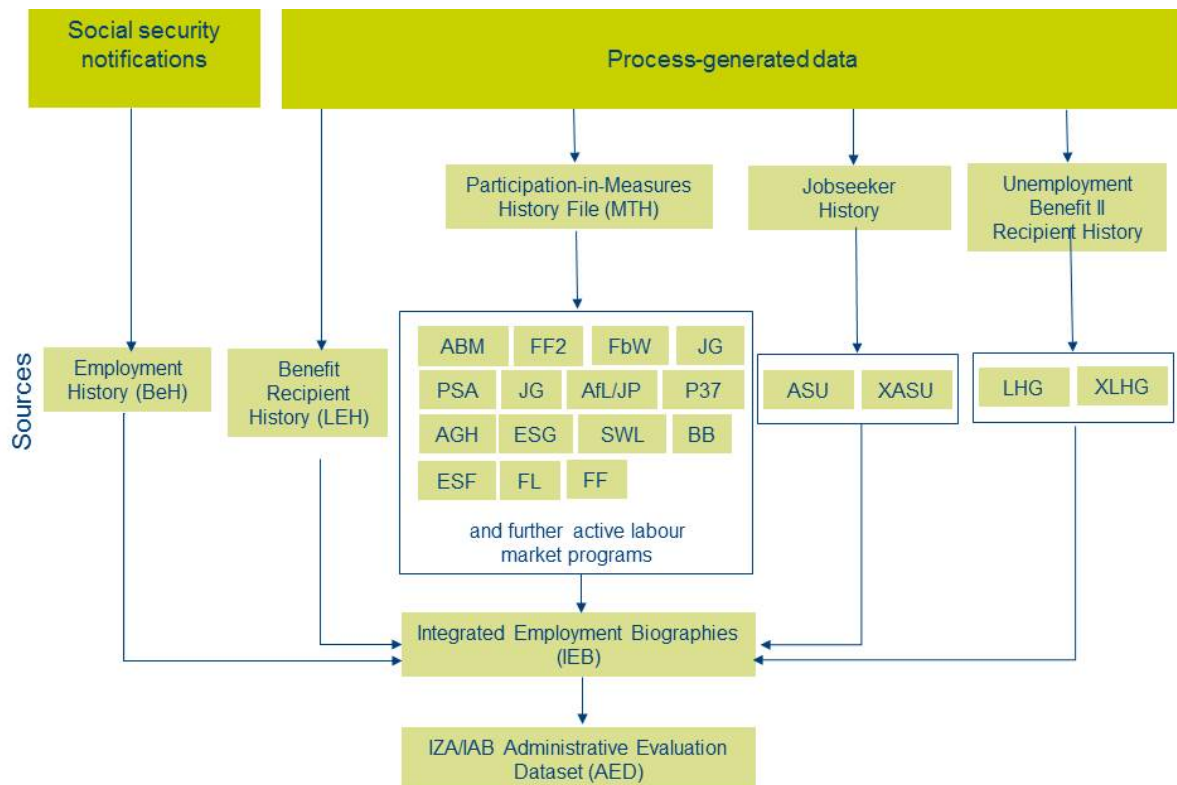 Social security
notifications
Process-generated data
Participation-in-Measures
History File (MTH)
Jobseeker
History
Unemployment
Benefit II
Recipient History
Sources
Employment
History (BeH)
Benefit
Recipient
History (LEH)
ABM FF2 FbW JG
PSA JG AfL/JP P37
AGH ESG SWL BB
ESF FL FF
and further active labour
market programs
ASU XASU
LHG XLHG
Integrated Employment Biographies
(IEB)
IZA/IAB Administrative Evaluation
Dataset (AED)